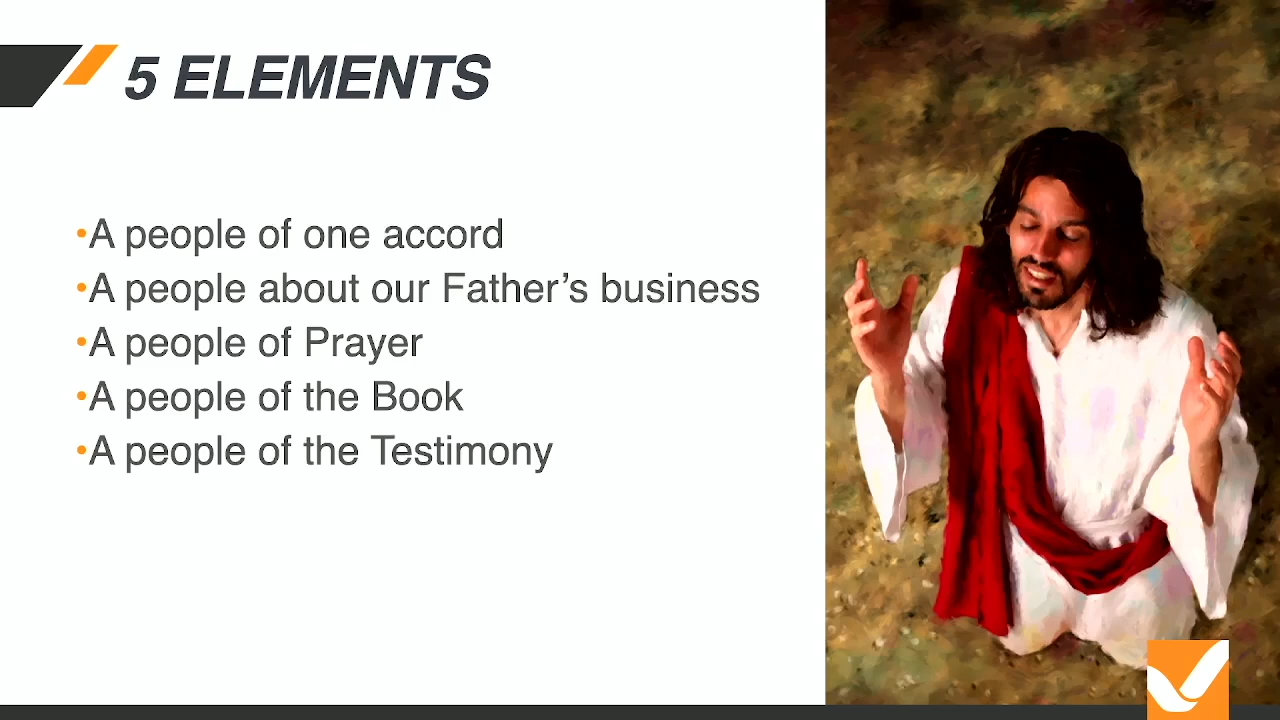 5 ELEMENTS
•A people of one accord
•A people about our Father’s business
•A people of Prayer
•A people of the Book
•A people of the Testimony